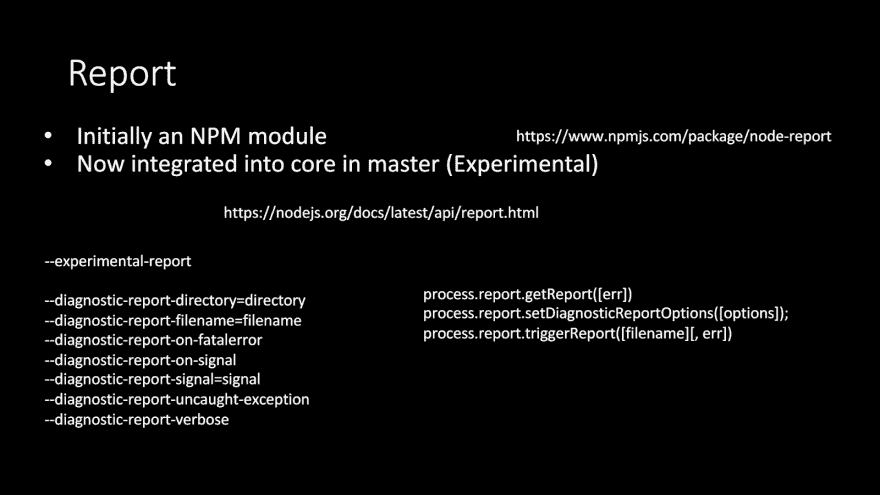 Report
• Initially an NPM module
https://www.npmjs.com/package/node-report
• Now integrated into core in master (Experimental)
https://nodejs.org/docs/latest/api/report.html
--experimental-report
--diagnostic-report-directory=directory
--diagnostic-report-filename=filename
--diagnostic-report-on-fatalerror
--diagnostic-report-on-signal
--diagnostic-report-signal=signal
--diagnostic-report-uncaught-exception
--diagnostic-report-verbose
process.report.getReport([err])
process.report.setDiagnosticReportOptions([options]);
process.report.triggerReport([filename][, err])